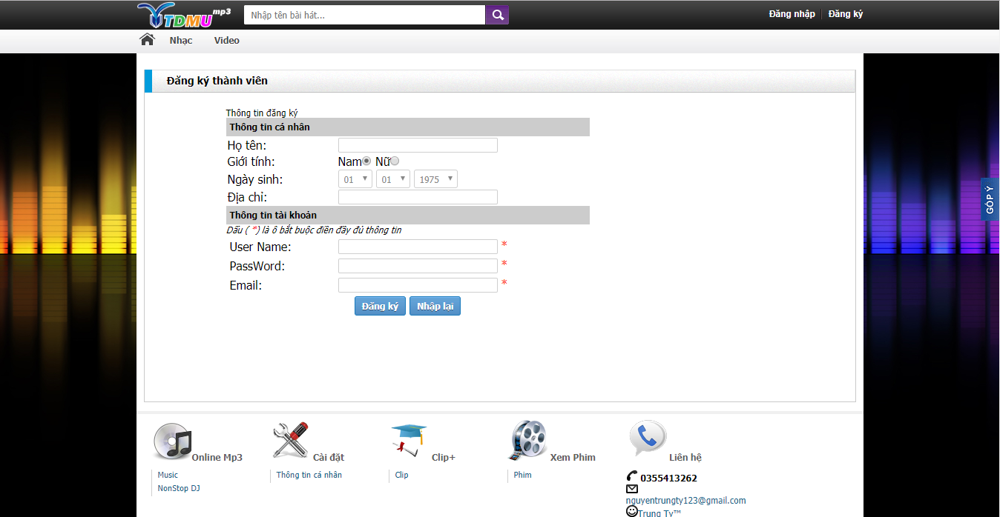 TDMU mp3 Nhập tên bài hát... Đăng nhập Đăng ký
Nhạc Video
Đăng ký thành viên
Thông tin đăng ký
Thông tin cá nhân
Họ tên:
Giới tính: Nam Nữ
Ngày sinh: 01 01 1975
Địa chỉ:
GÓP Ý
Thông tin tài khoản
Dấu ( *) là ô bắt buộc điền đầy đủ thông tin
User Name: *
PassWord: *
Email: *
Đăng ký Nhập lại
Online Mp3 Cài đặt Clip+ Xem Phim Liên hệ
Music Thông tin cá nhân Clip Phim 0355413262
NonStop DJ
nguyentrungty123@gmail.com
Trung Ty™